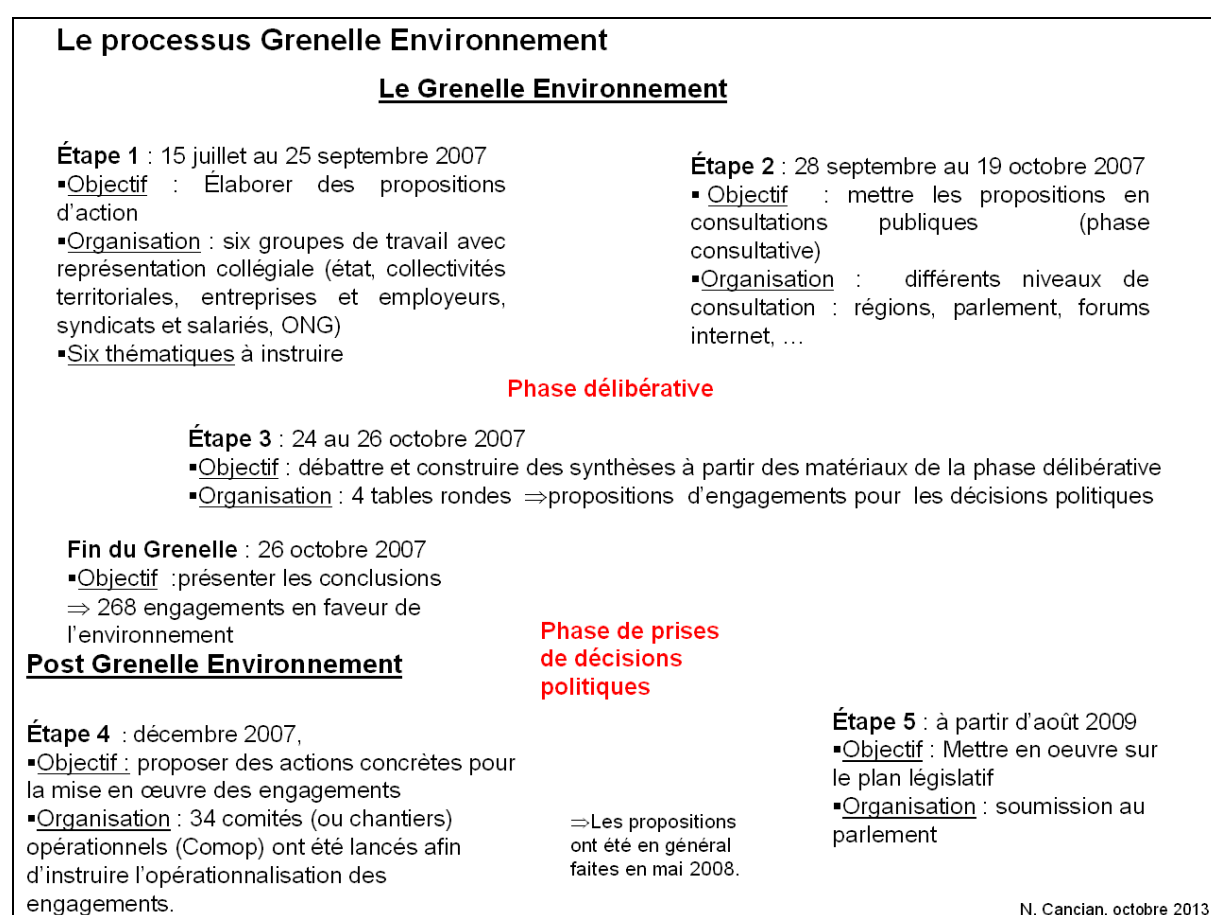 Le processus Grenelle Environnement
Le Grenelle Environnement
Étape 1 : 15 juillet au 25 septembre 2007
▪Objectif : Élaborer des propositions
d’action
▪Organisation : six groupes de travail avec
représentation collégiale (état, collectivités
territoriales, entreprises et employeurs,
syndicats et salariés, ONG)
▪Six thématiques à instruire
Étape 2 : 28 septembre au 19 octobre 2007
▪ Objectif : mettre les propositions en
consultations publiques (phase
consultative)
▪Organisation : différents niveaux de
consultation : régions, parlement, forums
internet, …
Phase délibérative
Étape 3 : 24 au 26 octobre 2007
▪Objectif : débattre et construire des synthèses à partir des matériaux de la phase délibérative
▪Organisation : 4 tables rondes ⇒propositions d’engagements pour les décisions politiques
Fin du Grenelle : 26 octobre 2007
▪Objectif :présenter les conclusions
⇒ 268 engagements en faveur de
l’environnement
Phase de prises
de décisions
politiques
Post Grenelle Environnement
Étape 4 : décembre 2007,
▪Objectif : proposer des actions concrètes pour
la mise en œuvre des engagements
▪Organisation : 34 comités (ou chantiers)
opérationnels (Comop) ont été lancés afin
d’instruire l’opérationnalisation des
engagements.
⇒Les propositions
ont été en général
faites en mai 2008.
Étape 5 : à partir d’août 2009
▪Objectif : Mettre en oeuvre sur
le plan législatif
▪Organisation : soumission au
parlement
N. Cancian, octobre 2013